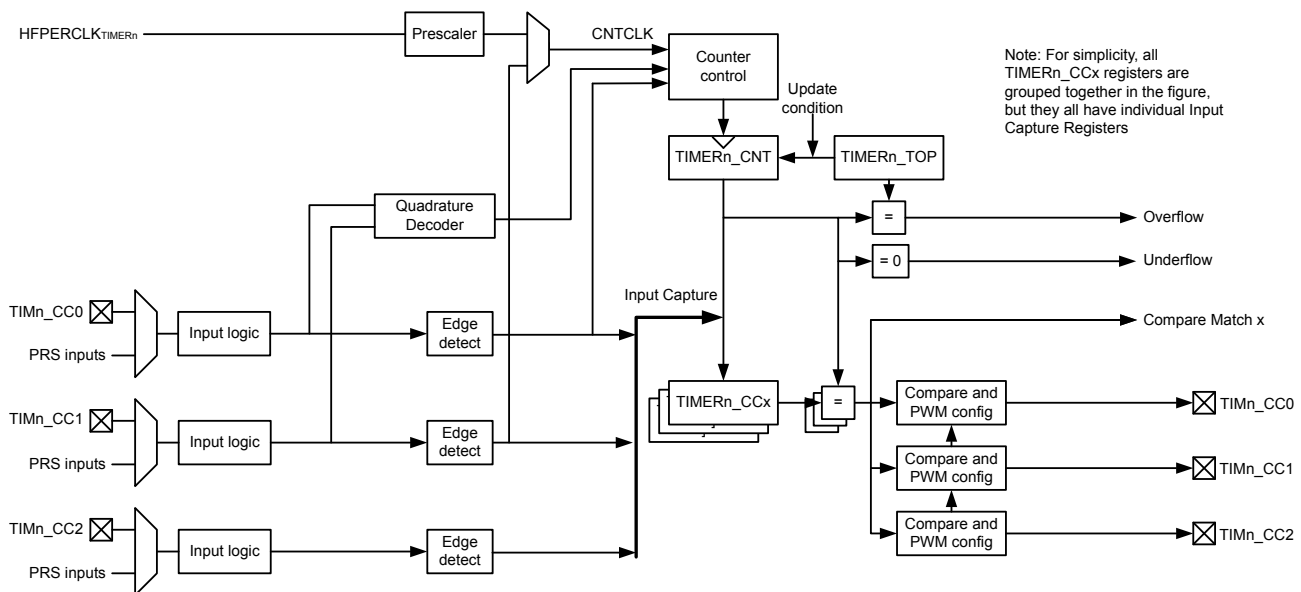 HFPERCLKTIMERn
Prescaler
CNTCLK
Counter
control
Note: For simplicity, all
TIMERn_CCx registers are
grouped together in the figure,
but they all have individual Input
Capture Registers
Update
condition
TIMERn_CNT
TIMERn_TOP
Quadrature
Decoder
=
Overflow
= 0
Underflow
Input Capture
TIMn_CC0
PRS inputs
Input logic
Edge
detect
Compare Match x
TIMERn_CCx
=
Compare and
PWM config
TIMn_CC0
TIMn_CC1
PRS inputs
Input logic
Edge
detect
Compare and
PWM config
TIMn_CC1
TIMn_CC2
PRS inputs
Input logic
Edge
detect
Compare and
PWM config
TIMn_CC2